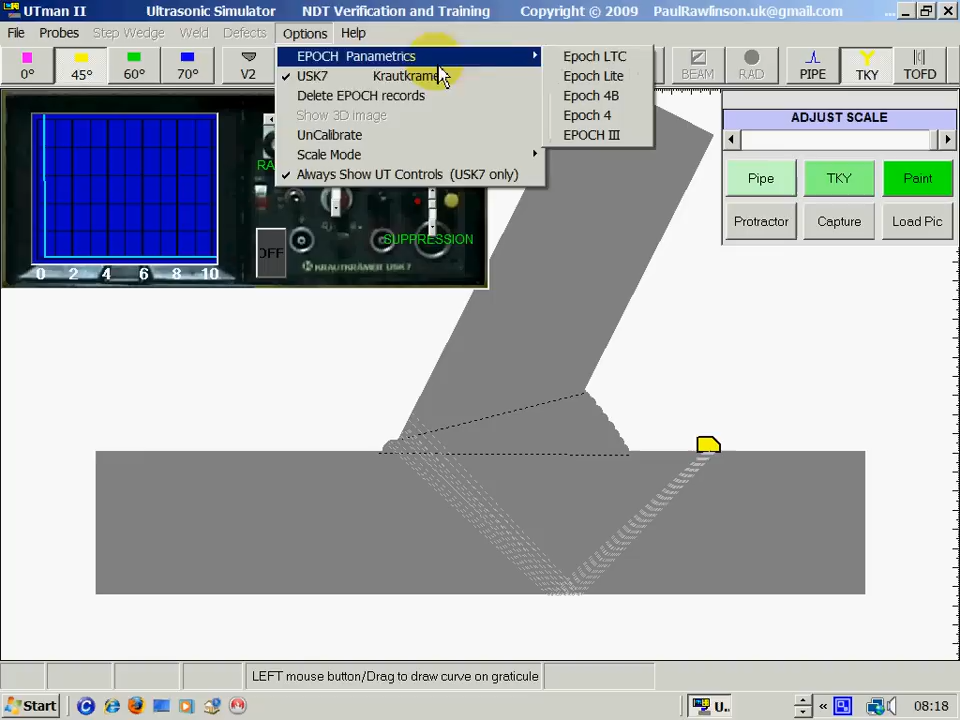 UTman II Ultrasonic Simulator NDT Verification and Training Copyright © 2009 PaulRawlinson.uk@gmail.com ...
File Probes Step Wedge Weld Defects Options Help
0° 45° 60° 70° V2 BEAM RAD PIPE TKY TOFD
EPOCH Panametrics
USK7 Krautkrame
Delete EPOCH records
Show 3D image
UnCalibrate
Scale Mode
Always Show UT Controls (USK7 only)
Epoch LTC
Epoch Lite
Epoch 4B
Epoch 4
EPOCH III
ADJUST SCALE
Pipe TKY Paint
Protractor Capture Load Pic
RA
SUPPRESSION
OFF
KRAUTKRÄMER USK7
0 2 4 6 8 10
LEFT mouse button/Drag to draw curve on graticule
Start U.. « 08:18